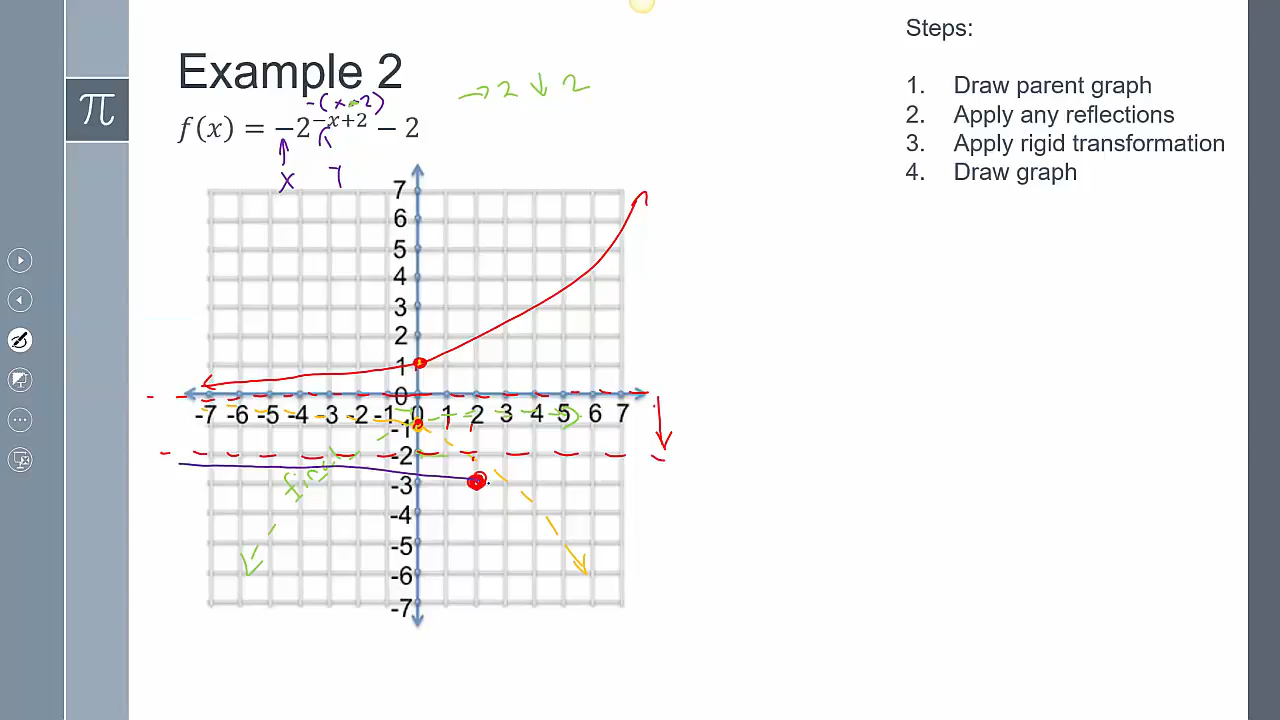 Steps:
Example 2
1. Draw parent graph
2. Apply any reflections
3. Apply rigid transformation
4. Draw graph
→ 2 ↓ 2
-(x-2)
f(x) = −2^{−x+2} − 2
x
π
7
6
5
4
3
2
1
0
-7 -6 -5 -4 -3 -2 -1 0 1 2 3 4 5 6 7
-1
-2
-3
-4
-5
-6
-7